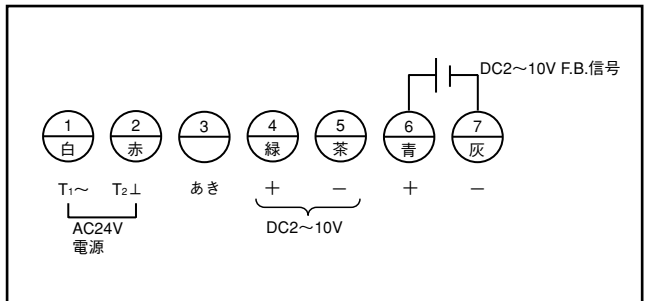 DC2～10V F.B.信号
1 2 3 4 5 6 7
白 赤 緑 茶 青 灰
T₁～ T₂⊥ あき ＋ － ＋ －
AC24V DC2～10V
電源